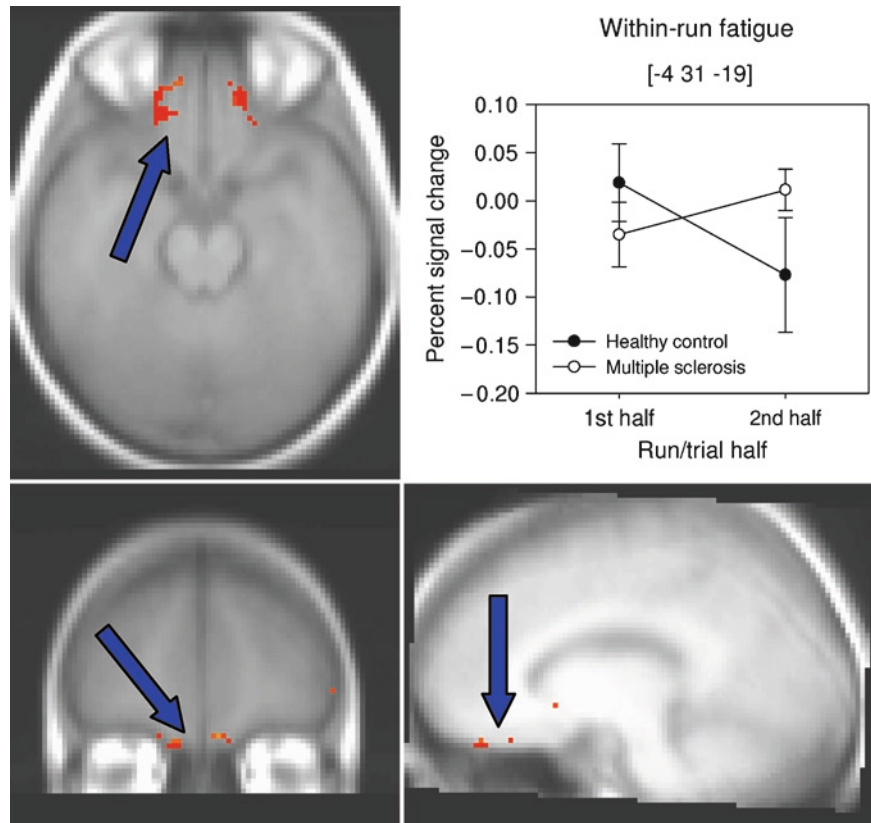 Within-run fatigue
[-4 31 -19]
0.10
0.05
0.00
−0.05
−0.10
−0.15
−0.20
Percent signal change
Healthy control
Multiple sclerosis
1st half 2nd half
Run/trial half